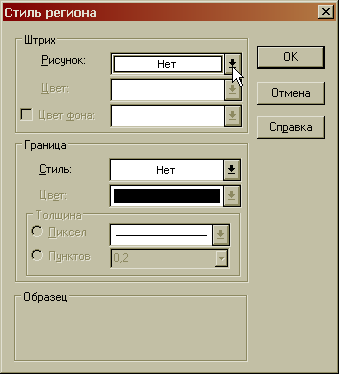 Стиль региона
Штрих
Рисунок: Нет
Цвет:
Цвет фона:
OK
Отмена
Справка
Граница
Стиль: Нет
Цвет:
Толщина
Пиксел
Пунктов 0,2
Образец